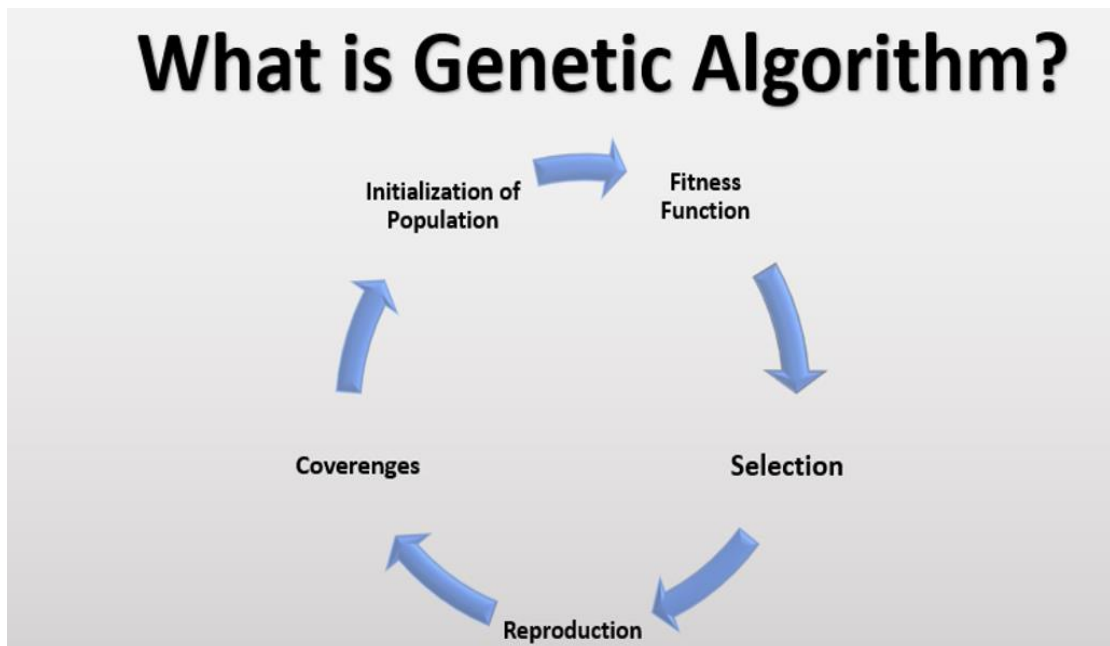 What is Genetic Algorithm?
Initialization of
Population
Fitness
Function
Selection
Reproduction
Coverenges